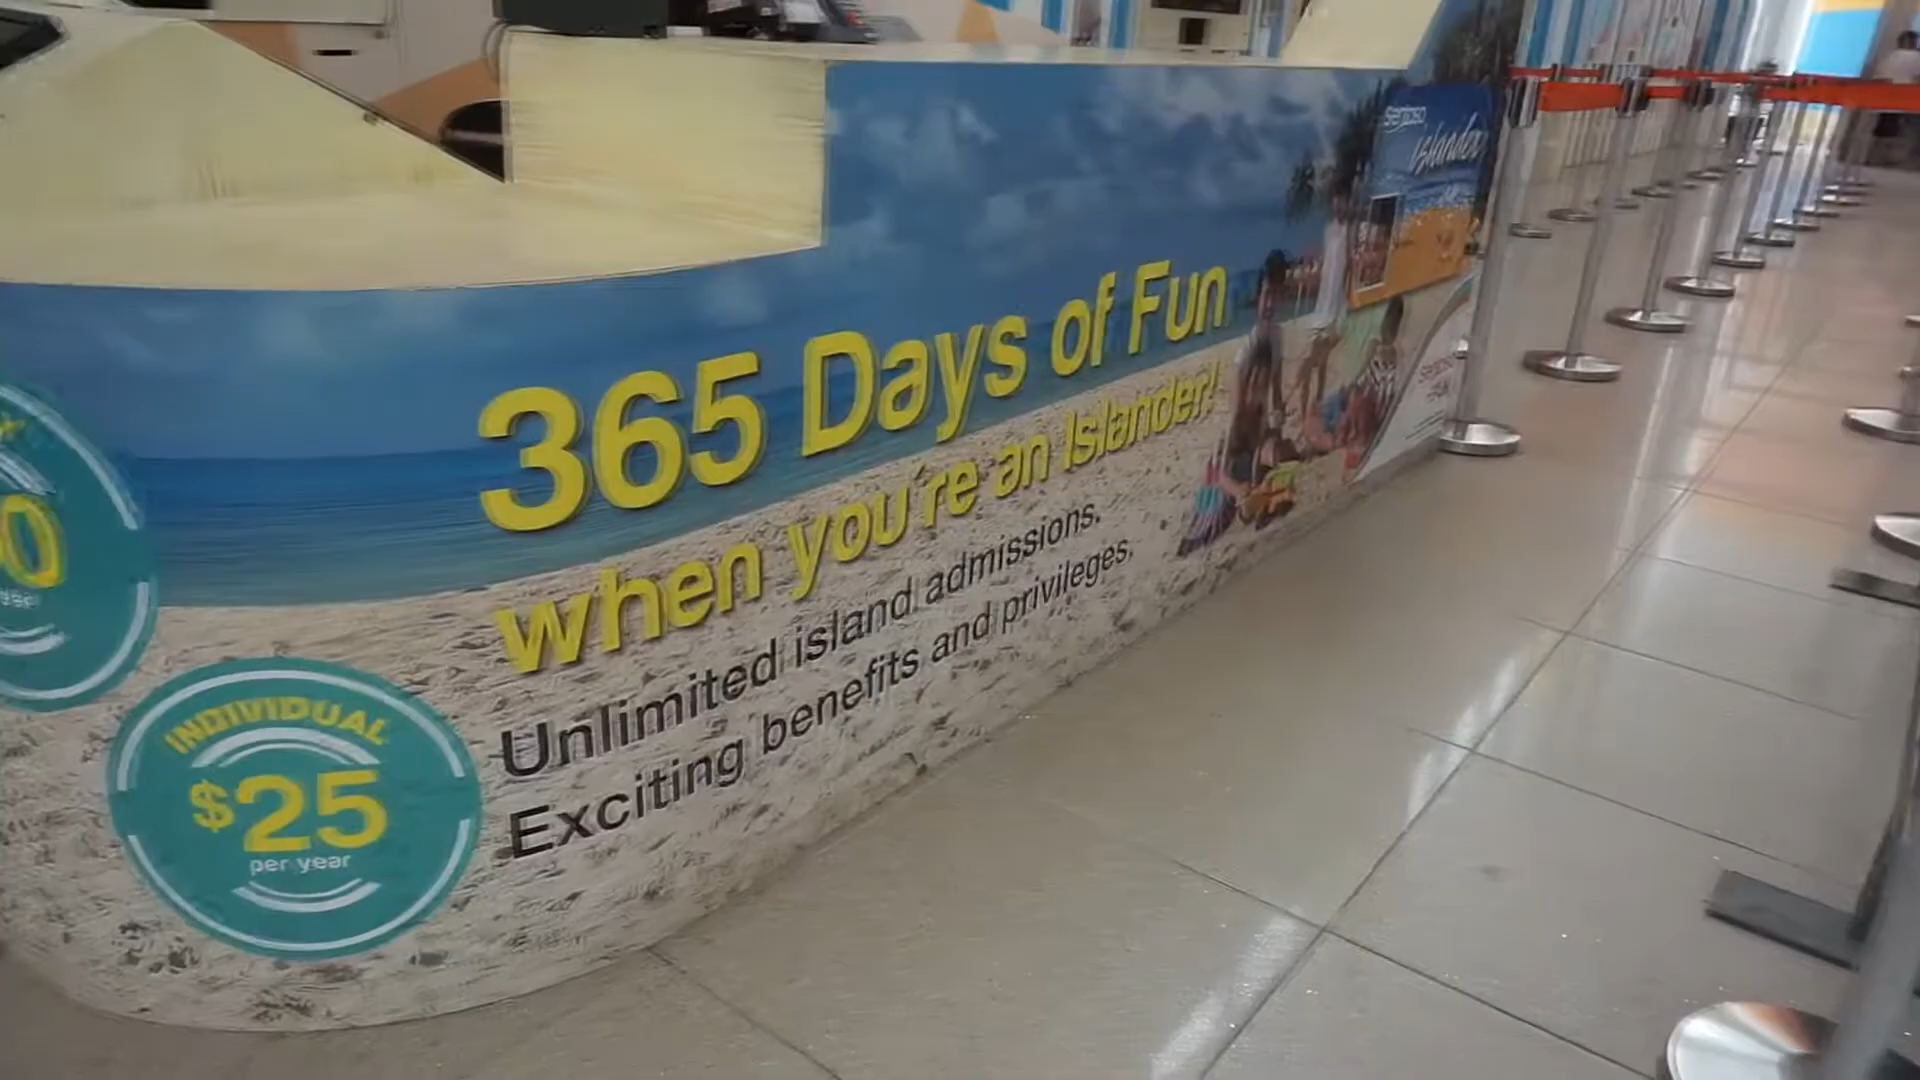 365 Days of Fun
when you're an Islander!
Unlimited island admissions.
Exciting benefits and privileges.
INDIVIDUAL
$25
per year
0
sentosa
islander